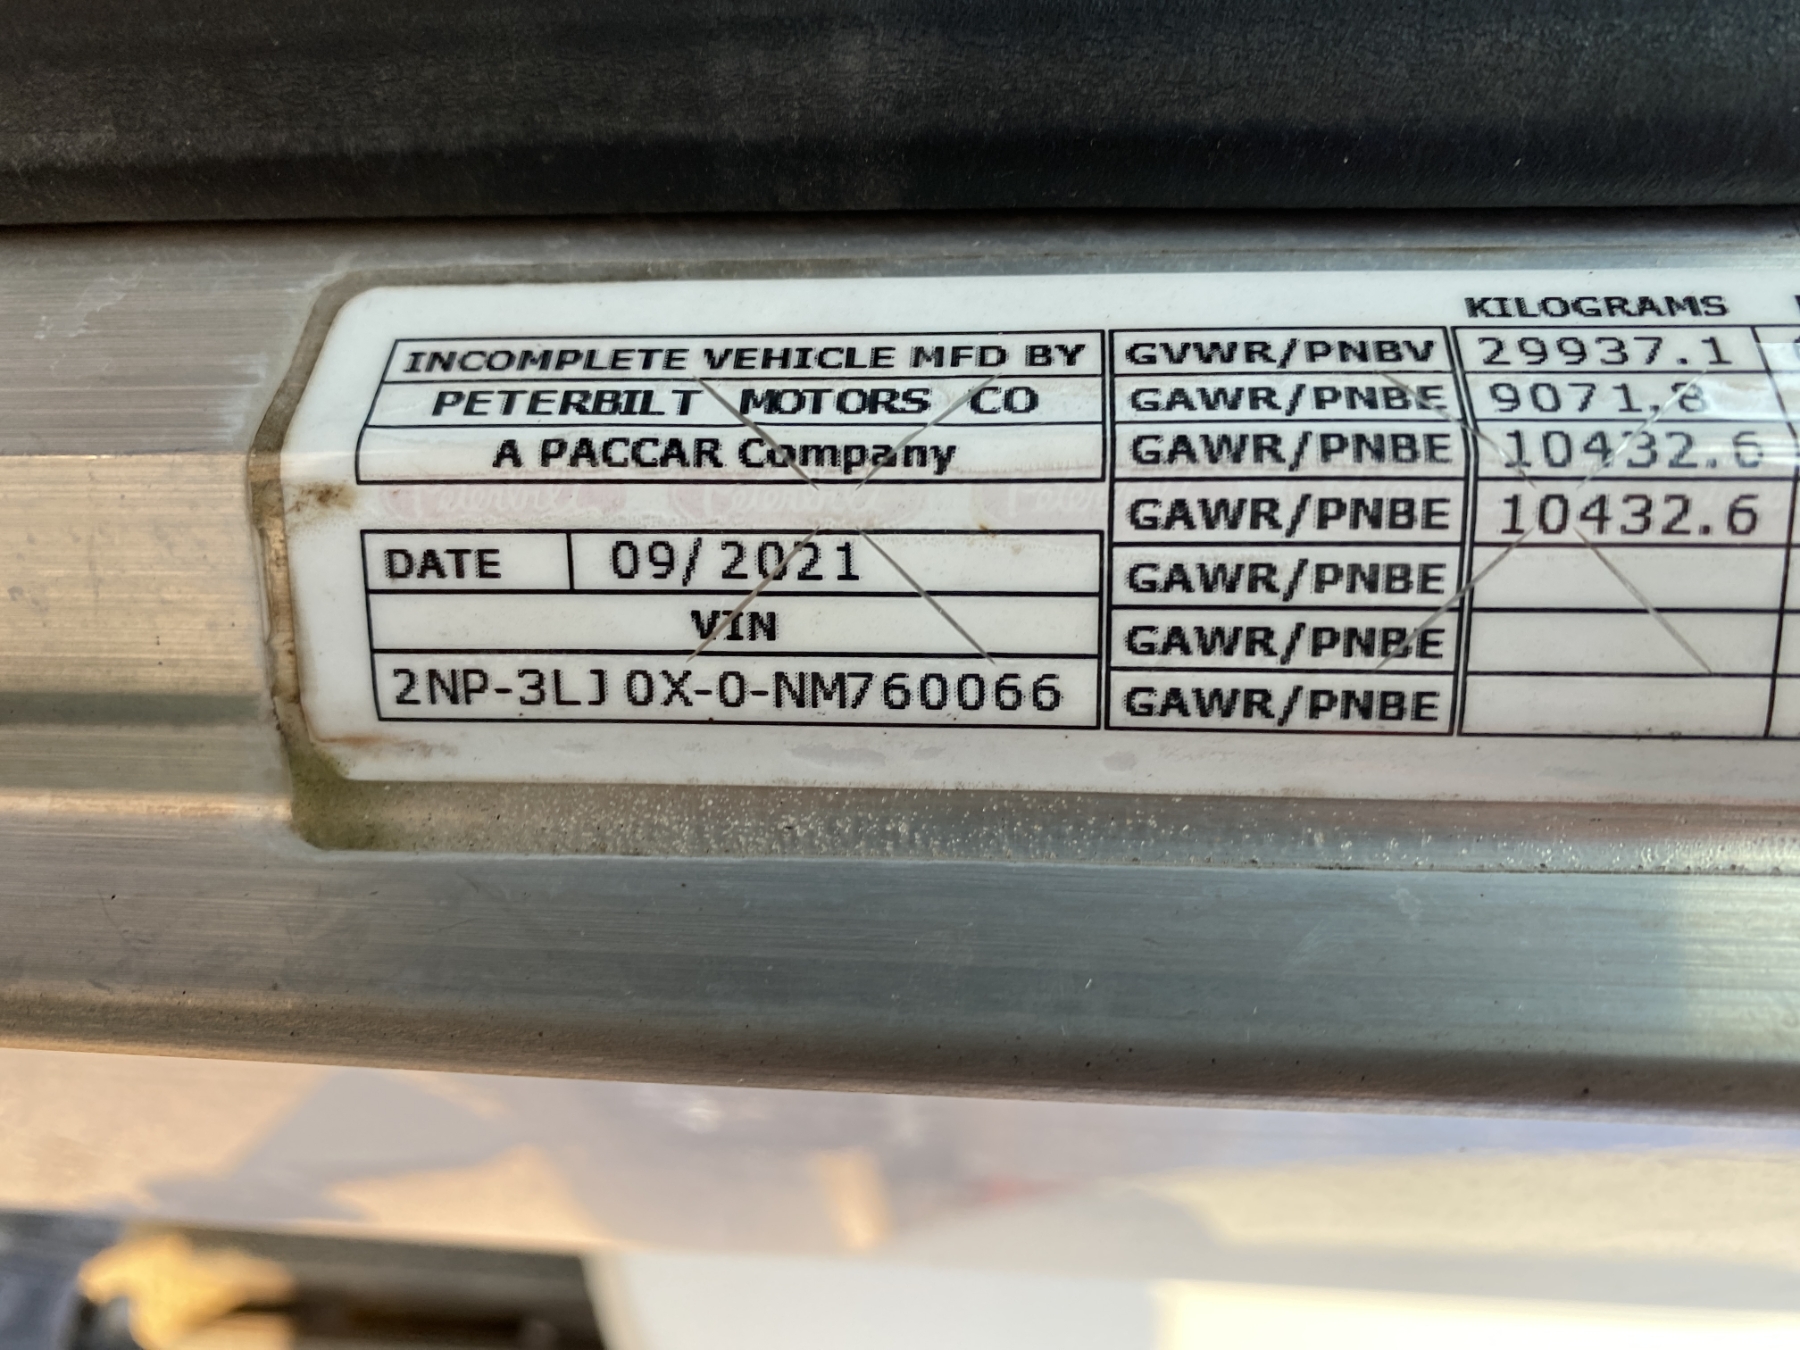 KILOGRAMS
INCOMPLETE VEHICLE MFD BY
PETERBILT MOTORS CO
A PACCAR Company
DATE 09/2021
VIN
2NP-3LJ0X-0-NM760066
GVWR/PNBV 29937.1
GAWR/PNBE 9071.8
GAWR/PNBE 10432.6
GAWR/PNBE 10432.6
GAWR/PNBE
GAWR/PNBE
GAWR/PNBE